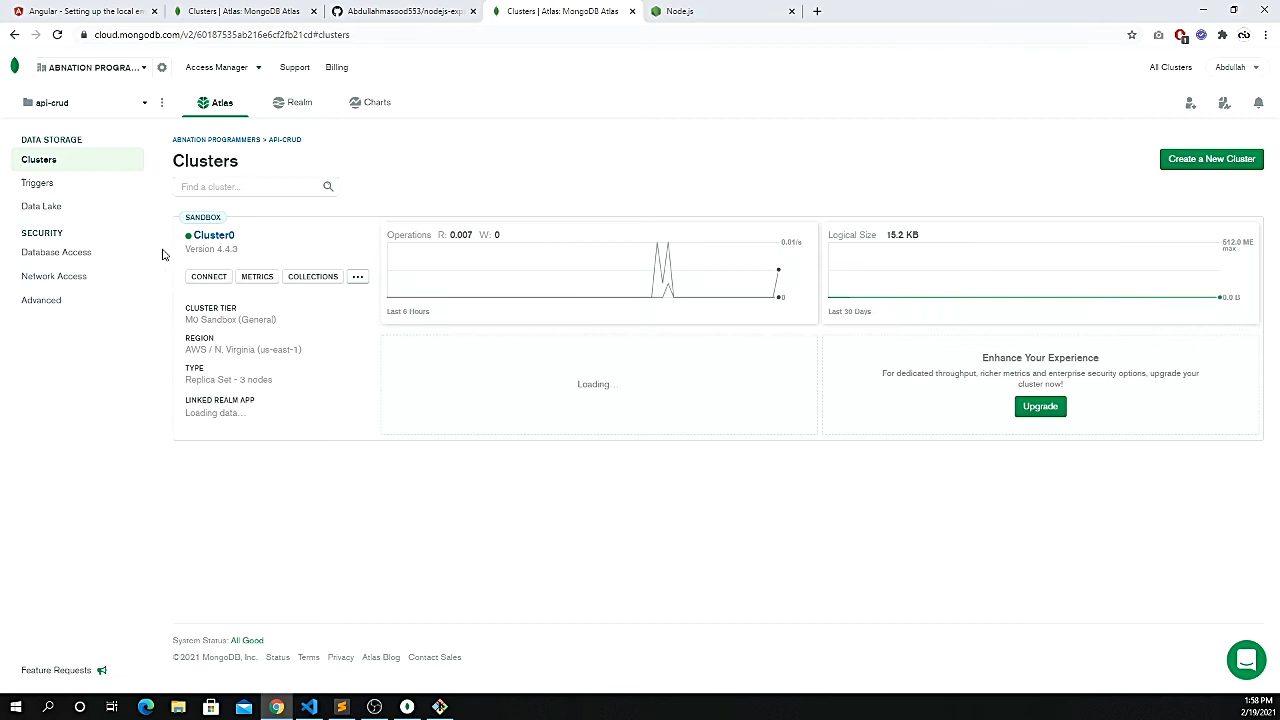 Angular - Setting up the local en
Clusters | Atlas: MongoDB Atlas
Abdullahmasood553/nodejs-exp
Clusters | Atlas: MongoDB Atlas
Node.js
cloud.mongodb.com/v2/60187535ab216e6cf2fb21cd#clusters
ABNATION PROGRA...
Access Manager
Support
Billing
All Clusters
Abdullah
api-crud
Atlas
Realm
Charts
DATA STORAGE
Clusters
Triggers
Data Lake
SECURITY
Database Access
Network Access
Advanced
ABNATION PROGRAMMERS > API-CRUD
Clusters
Create a New Cluster
Find a cluster...
SANDBOX
Cluster0
Version 4.4.3
CONNECT
METRICS
COLLECTIONS
CLUSTER TIER
M0 Sandbox (General)
REGION
AWS / N. Virginia (us-east-1)
TYPE
Replica Set - 3 nodes
LINKED REALM APP
Loading data...
Operations R: 0.007 W: 0
0.01/s
0
Last 6 Hours
Logical Size 15.2 KB
512.0 MB
max
0.0 B
Last 30 Days
Loading...
Enhance Your Experience
For dedicated throughput, richer metrics and enterprise security options, upgrade your
cluster now!
Upgrade
System Status: All Good
©2021 MongoDB, Inc. Status Terms Privacy Atlas Blog Contact Sales
Feature Requests
1:58 PM
2/19/2021